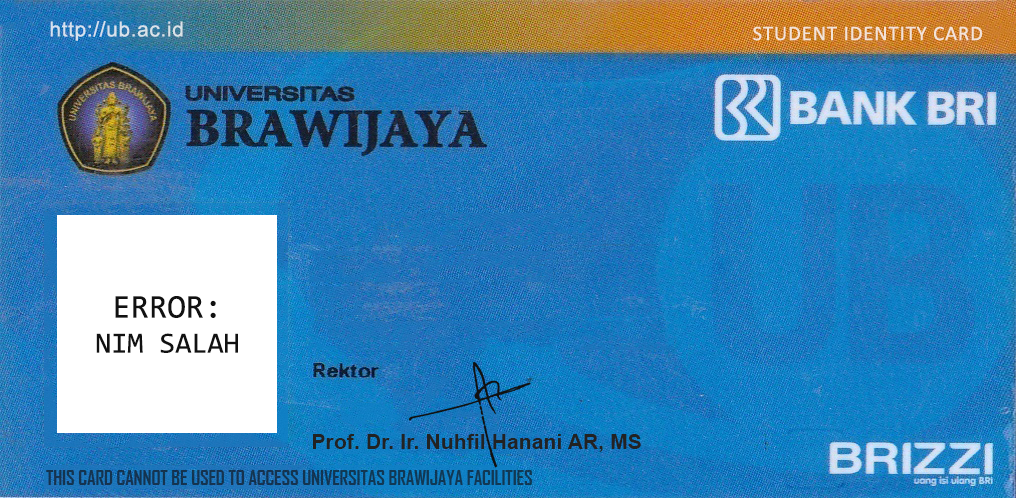 http://ub.ac.id
STUDENT IDENTITY CARD
UNIVERSITAS BRAWIJAYA
UNIVERSITAS
BRAWIJAYA
BANK BRI
UB
ERROR:
NIM SALAH
Rektor
Prof. Dr. Ir. Nuhfil Hanani AR, MS
BRIZZI
uang isi ulang BRI
THIS CARD CANNOT BE USED TO ACCESS UNIVERSITAS BRAWIJAYA FACILITIES